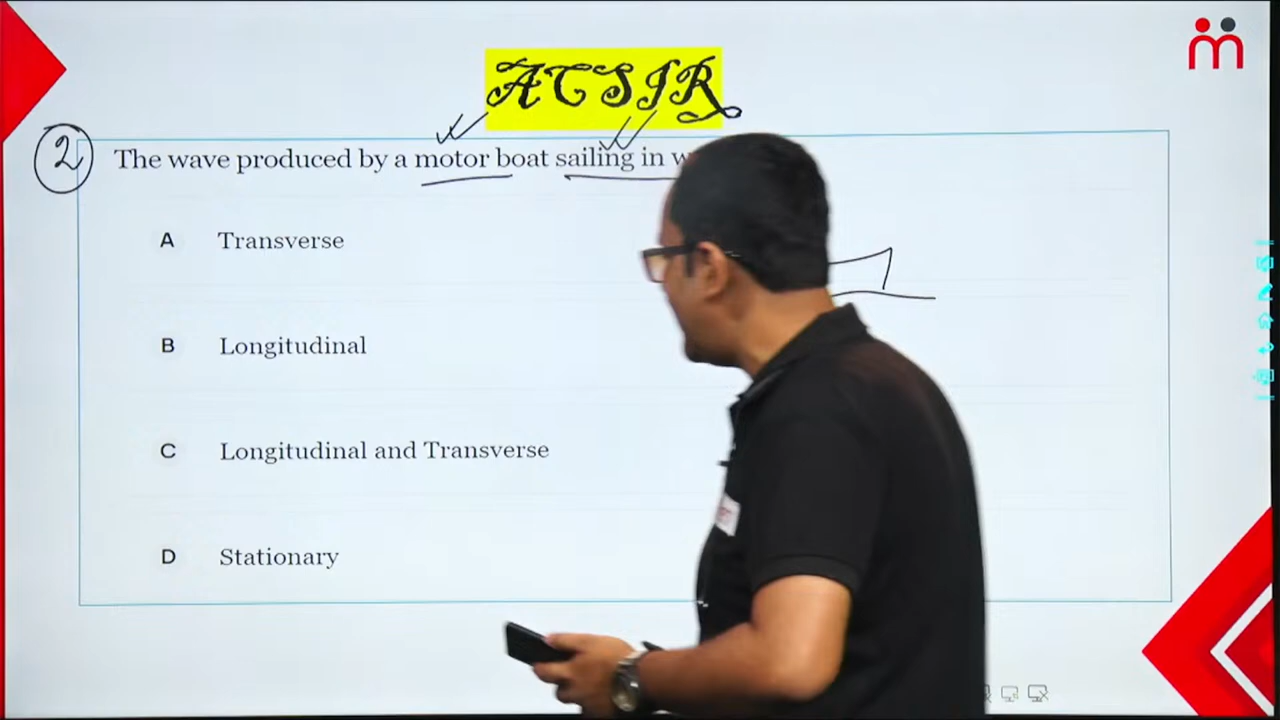 ACSIR
2 The wave produced by a motor boat sailing in
A Transverse
B Longitudinal
C Longitudinal and Transverse
D Stationary